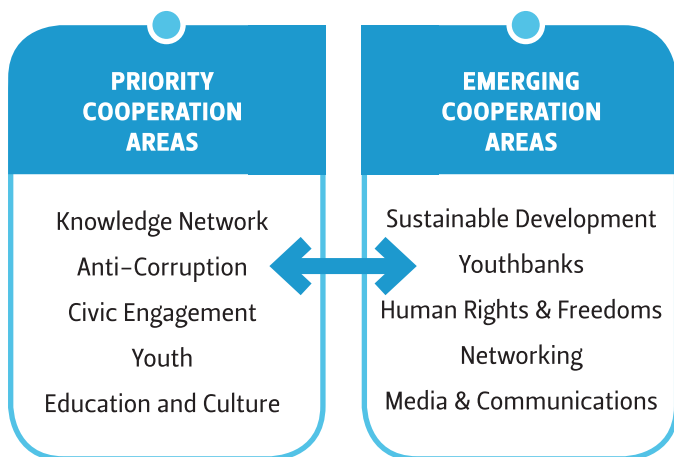 PRIORITY
COOPERATION
AREAS
Knowledge Network
Anti-Corruption
Civic Engagement
Youth
Education and Culture
EMERGING
COOPERATION
AREAS
Sustainable Development
Youthbanks
Human Rights & Freedoms
Networking
Media & Communications